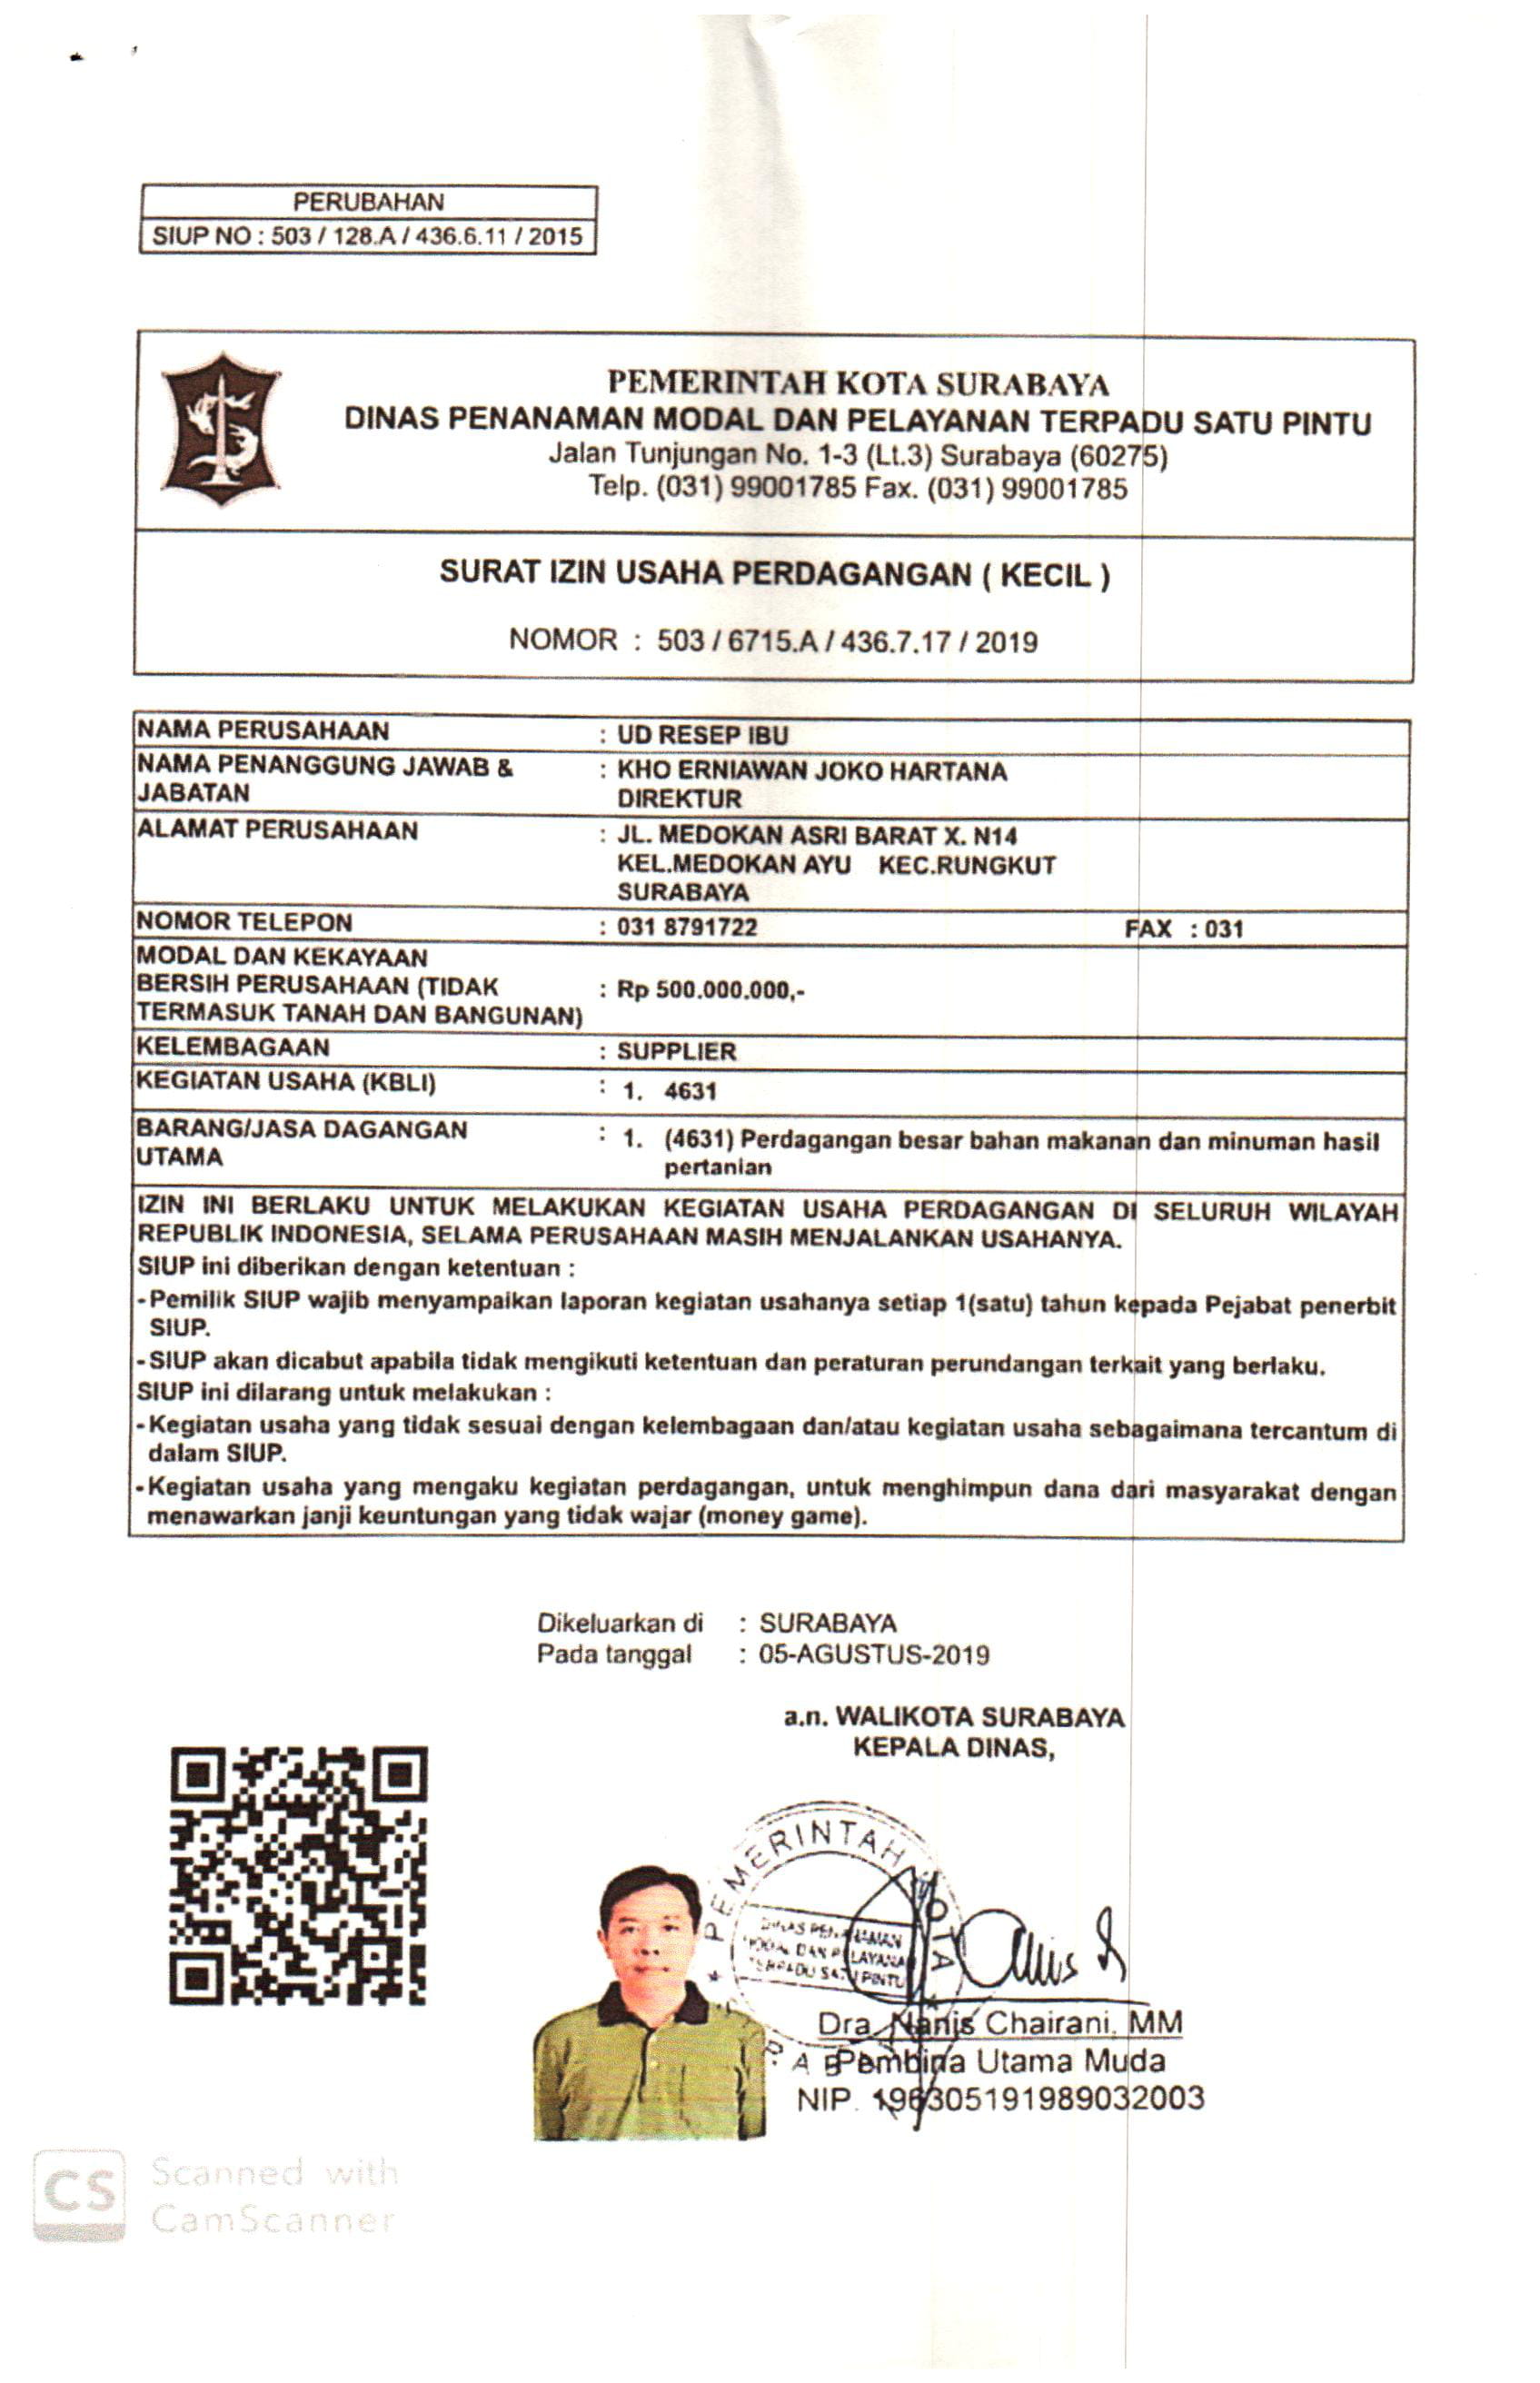 PERUBAHAN
SIUP NO : 503 / 128.A / 436.6.11 / 2015
PEMERINTAH KOTA SURABAYA
DINAS PENANAMAN MODAL DAN PELAYANAN TERPADU SATU PINTU
Jalan Tunjungan No. 1-3 (Lt.3) Surabaya (60275)
Telp. (031) 99001785 Fax. (031) 99001785
SURAT IZIN USAHA PERDAGANGAN ( KECIL )
NOMOR : 503 / 6715.A / 436.7.17 / 2019
NAMA PERUSAHAAN : UD RESEP IBU
NAMA PENANGGUNG JAWAB & : KHO ERNIAWAN JOKO HARTANA
JABATAN DIREKTUR
ALAMAT PERUSAHAAN : JL. MEDOKAN ASRI BARAT X. N14
KEL.MEDOKAN AYU KEC.RUNGKUT
SURABAYA
NOMOR TELEPON : 031 8791722 FAX : 031
MODAL DAN KEKAYAAN
BERSIH PERUSAHAAN (TIDAK : Rp 500.000.000,-
TERMASUK TANAH DAN BANGUNAN)
KELEMBAGAAN : SUPPLIER
KEGIATAN USAHA (KBLI) : 1. 4631
BARANG/JASA DAGANGAN : 1. (4631) Perdagangan besar bahan makanan dan minuman hasil
UTAMA pertanian
IZIN INI BERLAKU UNTUK MELAKUKAN KEGIATAN USAHA PERDAGANGAN DI SELURUH WILAYAH
REPUBLIK INDONESIA, SELAMA PERUSAHAAN MASIH MENJALANKAN USAHANYA.
SIUP ini diberikan dengan ketentuan :
- Pemilik SIUP wajib menyampaikan laporan kegiatan usahanya setiap 1(satu) tahun kepada Pejabat penerbit
SIUP.
- SIUP akan dicabut apabila tidak mengikuti ketentuan dan peraturan perundangan terkait yang berlaku.
SIUP ini dilarang untuk melakukan :
- Kegiatan usaha yang tidak sesuai dengan kelembagaan dan/atau kegiatan usaha sebagaimana tercantum di
dalam SIUP.
- Kegiatan usaha yang mengaku kegiatan perdagangan, untuk menghimpun dana dari masyarakat dengan
menawarkan janji keuntungan yang tidak wajar (money game).
Dikeluarkan di : SURABAYA
Pada tanggal : 05-AGUSTUS-2019
a.n. WALIKOTA SURABAYA
KEPALA DINAS,
PEMERINTAH KOTA
DINAS PENANAMAN
MODAL DAN PELAYANAN
TERPADU SATU PINTU
Dra. Nanis Chairani, MM
Pembina Utama Muda
NIP. 196305191989032003
CS Scanned with
CamScanner